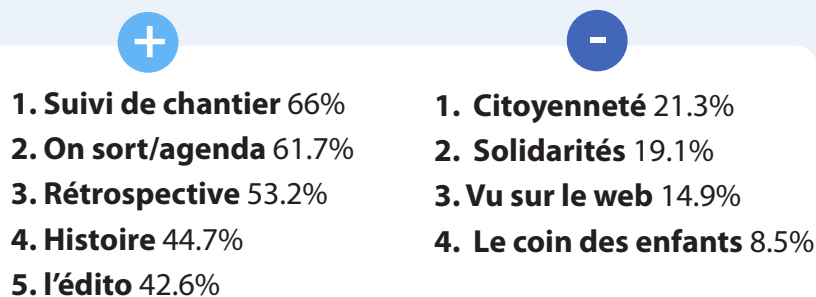 +
1. Suivi de chantier 66%
2. On sort/agenda 61.7%
3. Rétrospective 53.2%
4. Histoire 44.7%
5. l'édito 42.6%
-
1. Citoyenneté 21.3%
2. Solidarités 19.1%
3. Vu sur le web 14.9%
4. Le coin des enfants 8.5%